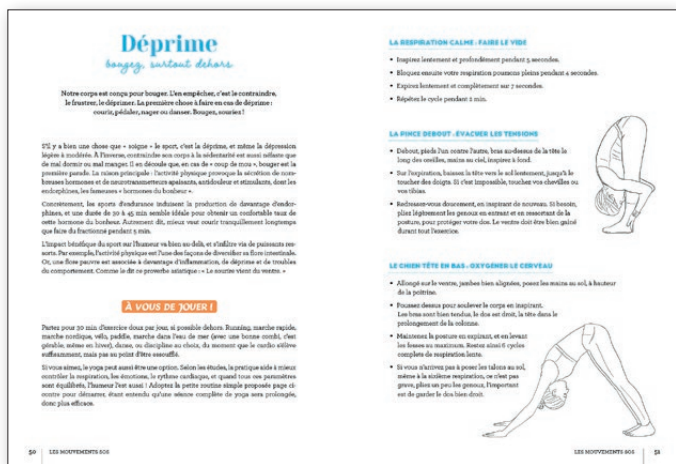 Déprime
bougez, surtout dehors
Notre corps est conçu pour bouger. L'en empêcher, c'est le contraindre,
le frustrer, le déprimer. La première chose à faire en cas de déprime :
courir, pédaler, nager ou danser. Bougez, souriez !
S'il y a bien une chose que « soigne » le sport, c'est la déprime, et même la dépression
légère à modérée. À l'inverse, contraindre son corps à la sédentarité est aussi néfaste que
de mal dormir ou mal manger. Il en découle que, en cas de « coup de mou », bouger est la
première parade. La raison principale : l'activité physique provoque la sécrétion de nom-
breuses hormones et de neurotransmetteurs apaisants, antidouleur et stimulants, dont les
endorphines, les fameuses « hormones du bonheur ».
Concrètement, les sports d'endurance induisent la production de davantage d'endor-
phines, et une durée de 30 à 45 min semble idéale pour obtenir un confortable taux de
cette hormone du bonheur. Autrement dit, mieux vaut courir tranquillement longtemps
que faire du fractionné pendant 5 min.
L'impact bénéfique du sport sur l'humeur va bien au-delà, et s'infiltre via de puissants res-
sorts. Par exemple, l'activité physique est l'une des façons de diversifier sa flore intestinale.
Or, une flore pauvre est associée à davantage d'inflammation, de déprime et de troubles
du comportement. Comme le dit ce proverbe asiatique : « Le sourire vient du ventre. »
À VOUS DE JOUER !
Partez pour 30 min d'exercice doux par jour, si possible dehors. Running, marche rapide,
marche nordique, vélo, paddle, marche dans l'eau de mer (avec une bonne combi, c'est
gérable, même en hiver), danse, ou discipline au choix, du moment que le cardio s'élève
suffisamment, mais pas au point d'être essoufflé.
Si vous aimez, le yoga peut aussi être une option. Selon les études, la pratique aide à mieux
contrôler la respiration, les émotions, le rythme cardiaque, et quand tous ces paramètres
sont équilibrés, l'humeur l'est aussi ! Adoptez la petite routine simple proposée page ci-
contre pour démarrer, étant entendu qu'une séance complète de yoga sera prolongée,
donc plus efficace.
50 | LES MOUVEMENTS SOS
LA RESPIRATION CALME : FAIRE LE VIDE
• Inspirez lentement et profondément pendant 5 secondes.
• Bloquez ensuite votre respiration poumons pleins pendant 4 secondes.
• Expirez lentement et complètement sur 7 secondes.
• Répétez le cycle pendant 2 min.
LA PINCE DEBOUT : ÉVACUER LES TENSIONS
• Debout, pieds l'un contre l'autre, bras au-dessus de la tête le
long des oreilles, mains au ciel, inspirez à fond.
• Sur l'expiration, baissez la tête vers le sol lentement, jusqu'à le
toucher des doigts. Si c'est impossible, touchez vos chevilles ou
vos tibias.
• Redressez-vous doucement, en inspirant de nouveau. Si besoin,
pliez légèrement les genoux en entrant et en ressortant de la
posture, pour protéger votre dos. Le ventre doit être bien gainé
durant tout l'exercice.
LE CHIEN TÊTE EN BAS : OXYGÉNER LE CERVEAU
• Allongé sur le ventre, jambes bien alignées, posez les mains au sol, à hauteur
de la poitrine.
• Poussez dessus pour soulever le corps en inspirant.
Les bras sont bien tendus, le dos est droit, la tête dans le
prolongement de la colonne.
• Maintenez la posture en expirant, et en levant
les fesses au maximum. Restez ainsi 6 cycles
complets de respiration lente.
• Si vous n'arrivez pas à poser les talons au sol,
même à la sixième respiration, ce n'est pas
grave, pliez un peu les genoux, l'important
est de garder le dos bien droit.
LES MOUVEMENTS SOS | 51